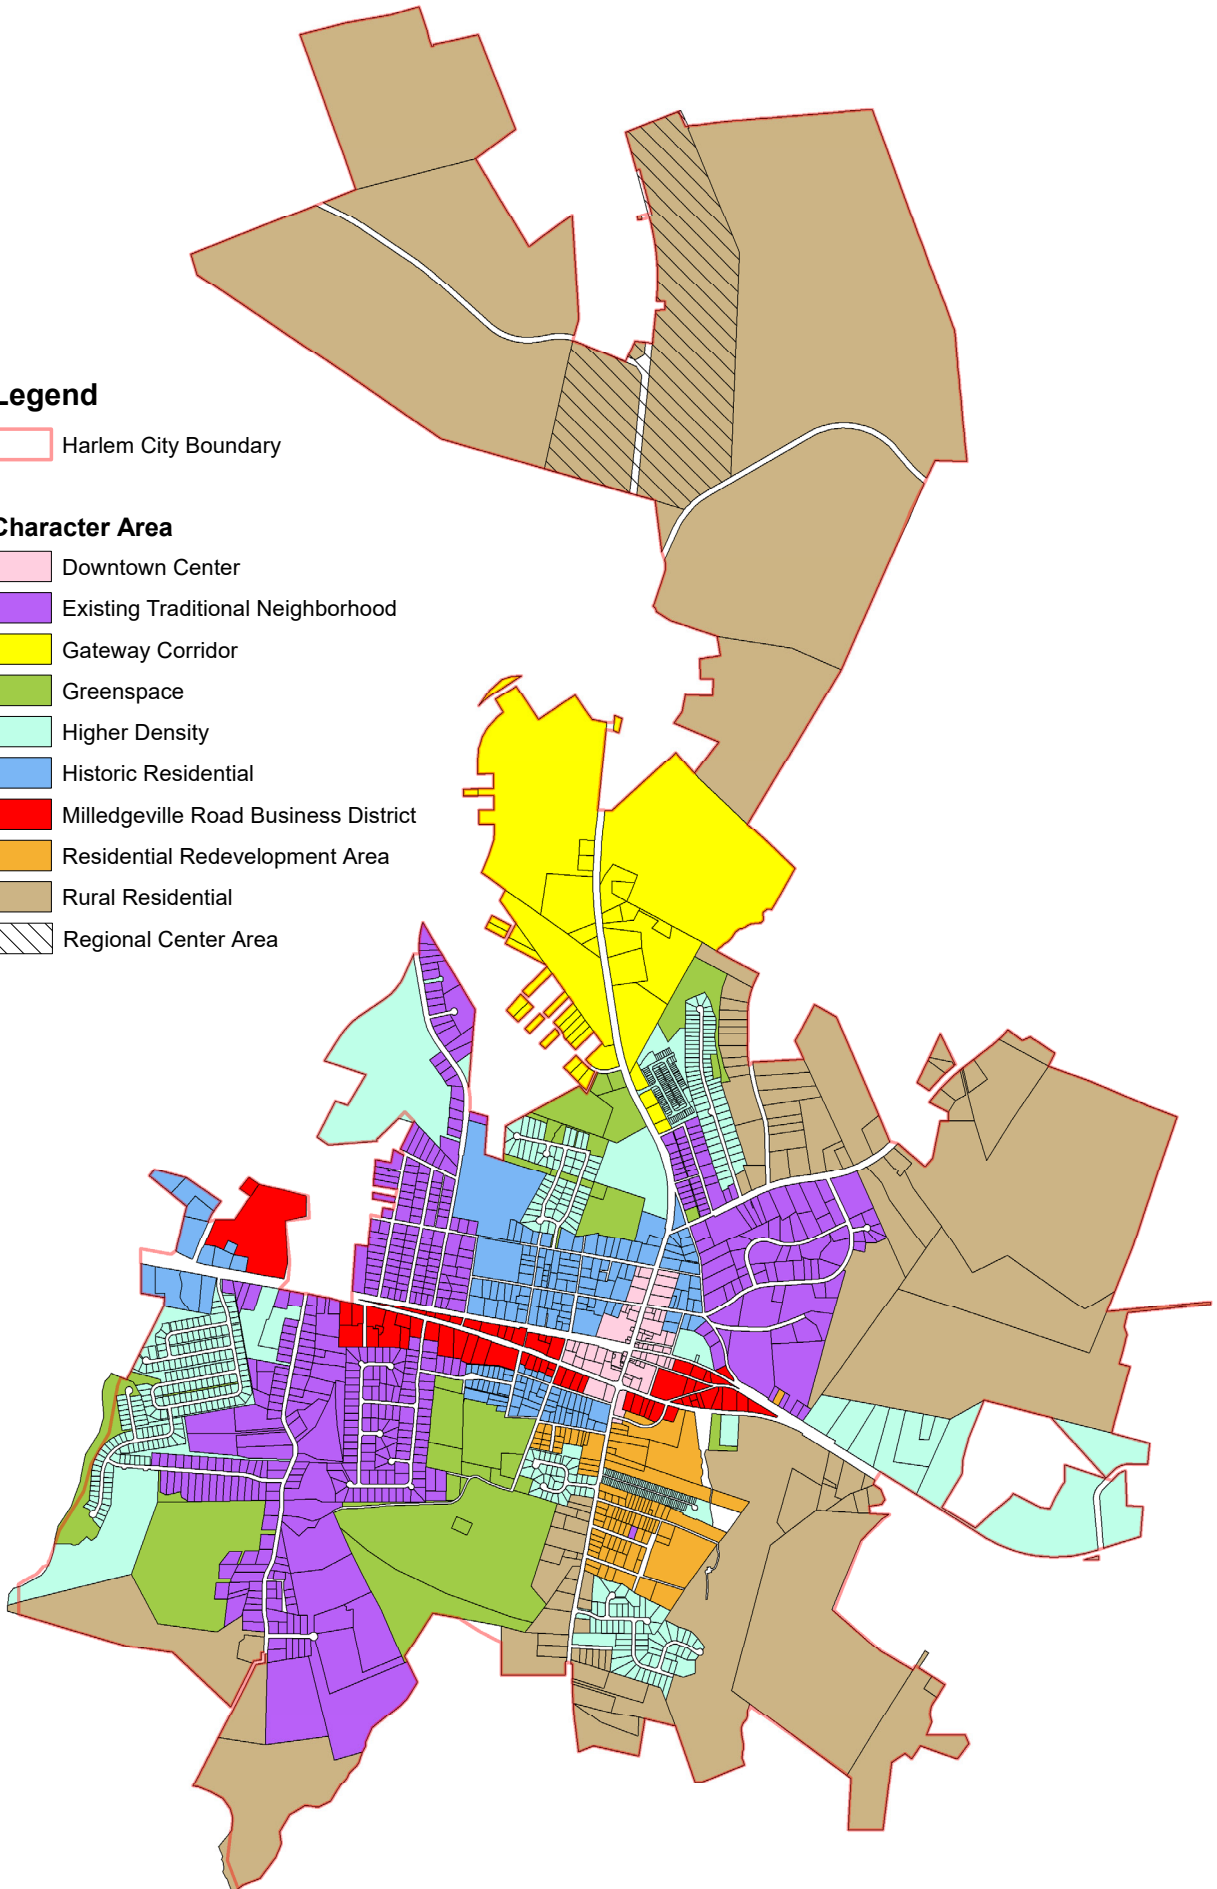 Legend
Harlem City Boundary
Character Area
Downtown Center
Existing Traditional Neighborhood
Gateway Corridor
Greenspace
Higher Density
Historic Residential
Milledgeville Road Business District
Residential Redevelopment Area
Rural Residential
Regional Center Area